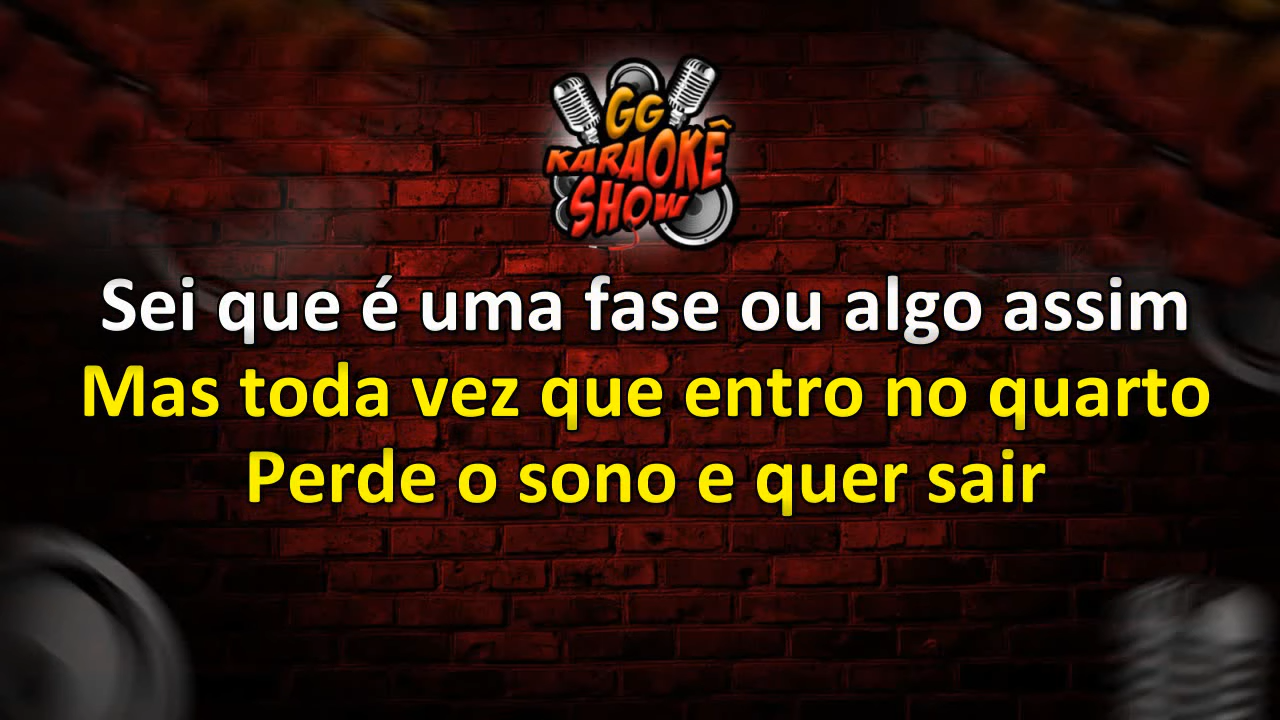 GG
KARAOKÊ
SHOW
Sei que é uma fase ou algo assim
Mas toda vez que entro no quarto
Perde o sono e quer sair